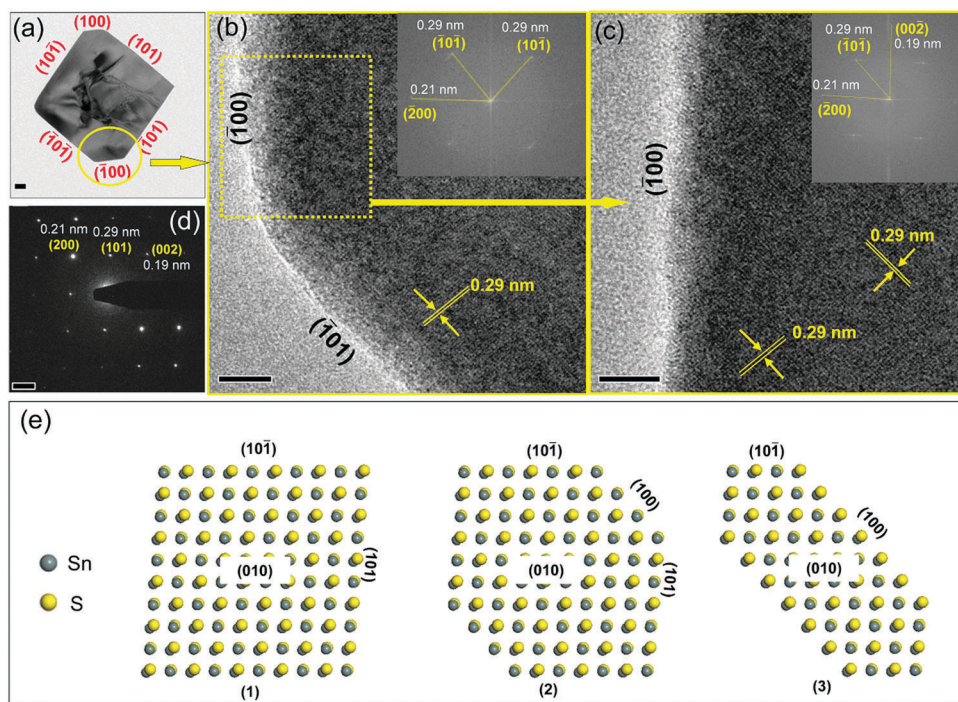 (a)
(100)
(101̄)
(101)
(1̄01̄)
(1̄01)
(1̄00)
(b)
0.29 nm
(1̄01̄)
0.29 nm
(101̄)
0.21 nm
(2̄00)
(1̄00)
0.29 nm
(1̄01)
(c)
0.29 nm
(1̄01̄)
(002̄)
0.19 nm
0.21 nm
(2̄00)
(1̄00)
0.29 nm
0.29 nm
(d)
0.21 nm
(200)
0.29 nm
(101)
(002)
0.19 nm
(e)
Sn
S
(101̄)
(010)
(101)
(1)
(101̄)
(100)
(010)
(101)
(2)
(101̄)
(100)
(010)
(3)